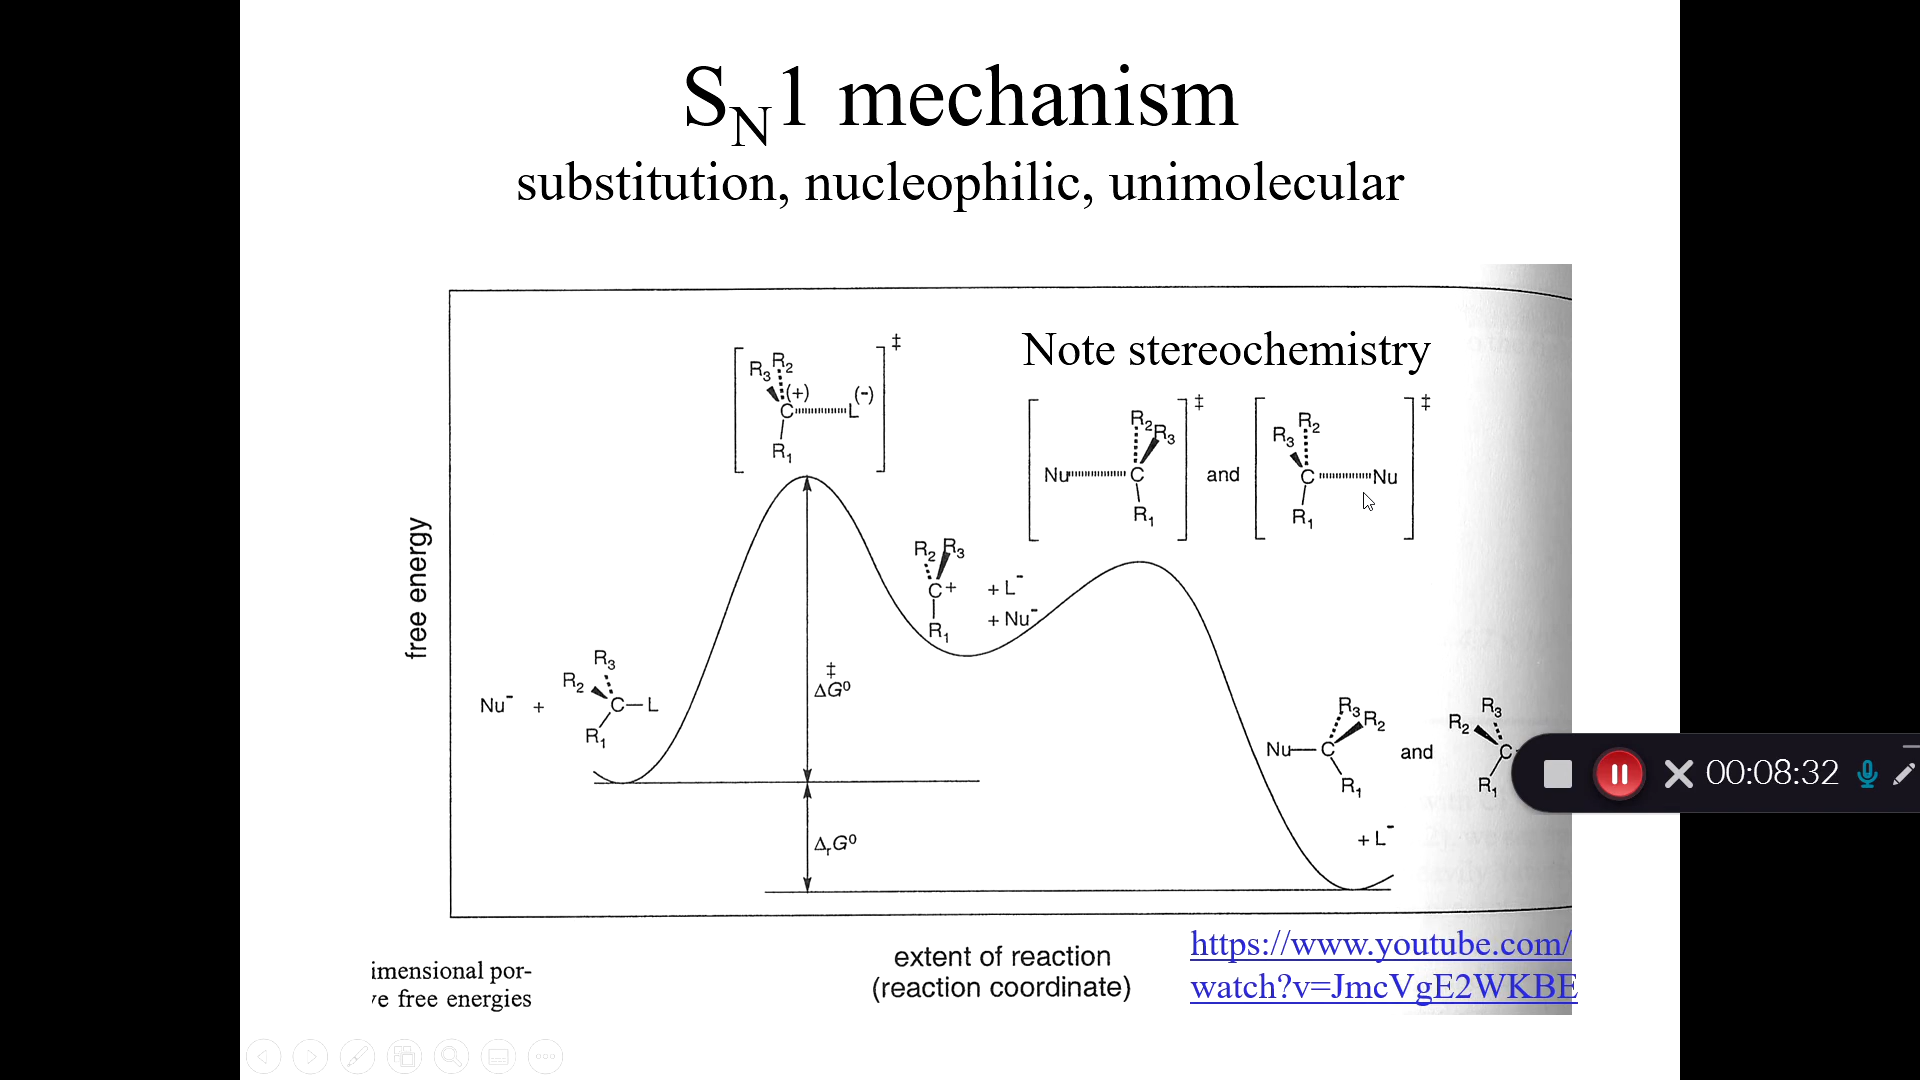 S_N1 mechanism
substitution, nucleophilic, unimolecular
Note stereochemistry
[ R3 R2 (+) C L (-) R1 ]‡
[ Nu C R2 R3 R1 ]‡ and [ R3 R2 C Nu R1 ]‡
free energy
R2 R3 C+ R1 + L⁻ + Nu⁻
Nu⁻ + R3 R2 C—L R1
‡
ΔG⁰
Nu—C R3 R2 R1 and R3 R2 C R1
+ L⁻
ΔrG⁰
00:08:32
extent of reaction
(reaction coordinate)
https://www.youtube.com/
watch?v=JmcVgE2WKBE
imensional por-
e free energies